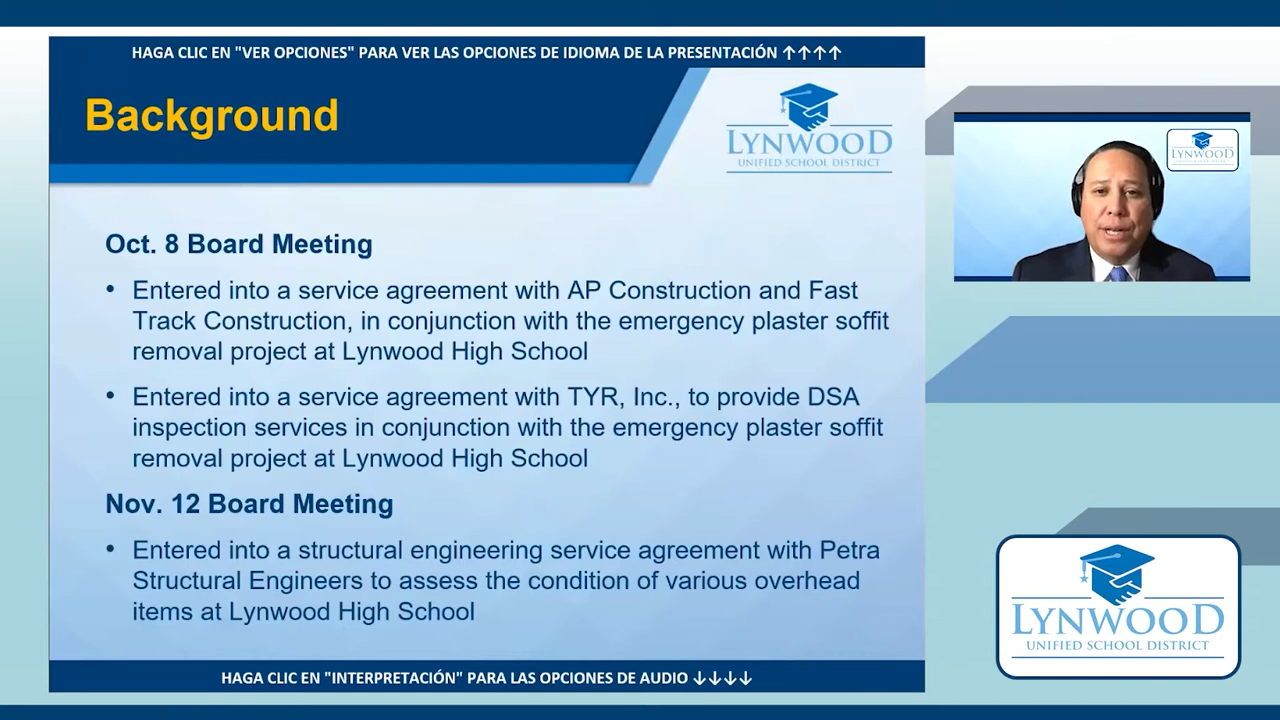 HAGA CLIC EN "VER OPCIONES" PARA VER LAS OPCIONES DE IDIOMA DE LA PRESENTACIÓN ↑↑↑↑
Background
LYNWOOD
UNIFIED SCHOOL DISTRICT
LYNWOOD
Oct. 8 Board Meeting
• Entered into a service agreement with AP Construction and Fast
Track Construction, in conjunction with the emergency plaster soffit
removal project at Lynwood High School
• Entered into a service agreement with TYR, Inc., to provide DSA
inspection services in conjunction with the emergency plaster soffit
removal project at Lynwood High School
Nov. 12 Board Meeting
• Entered into a structural engineering service agreement with Petra
Structural Engineers to assess the condition of various overhead
items at Lynwood High School
LYNWOOD
UNIFIED SCHOOL DISTRICT
HAGA CLIC EN "INTERPRETACIÓN" PARA LAS OPCIONES DE AUDIO ↓↓↓↓